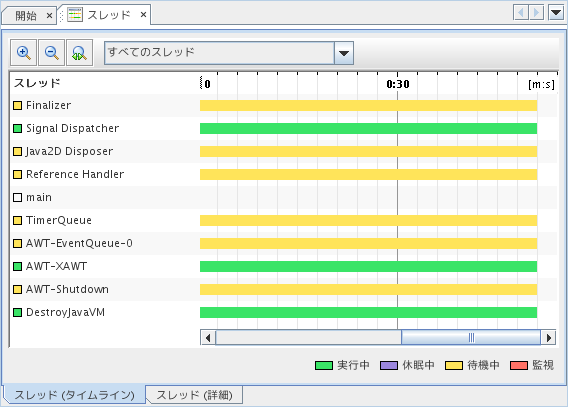 開始 スレッド
すべてのスレッド
スレッド 0 0:30 [m:s]
Finalizer
Signal Dispatcher
Java2D Disposer
Reference Handler
main
TimerQueue
AWT-EventQueue-0
AWT-XAWT
AWT-Shutdown
DestroyJavaVM
実行中 休眠中 待機中 監視
スレッド (タイムライン) スレッド (詳細)